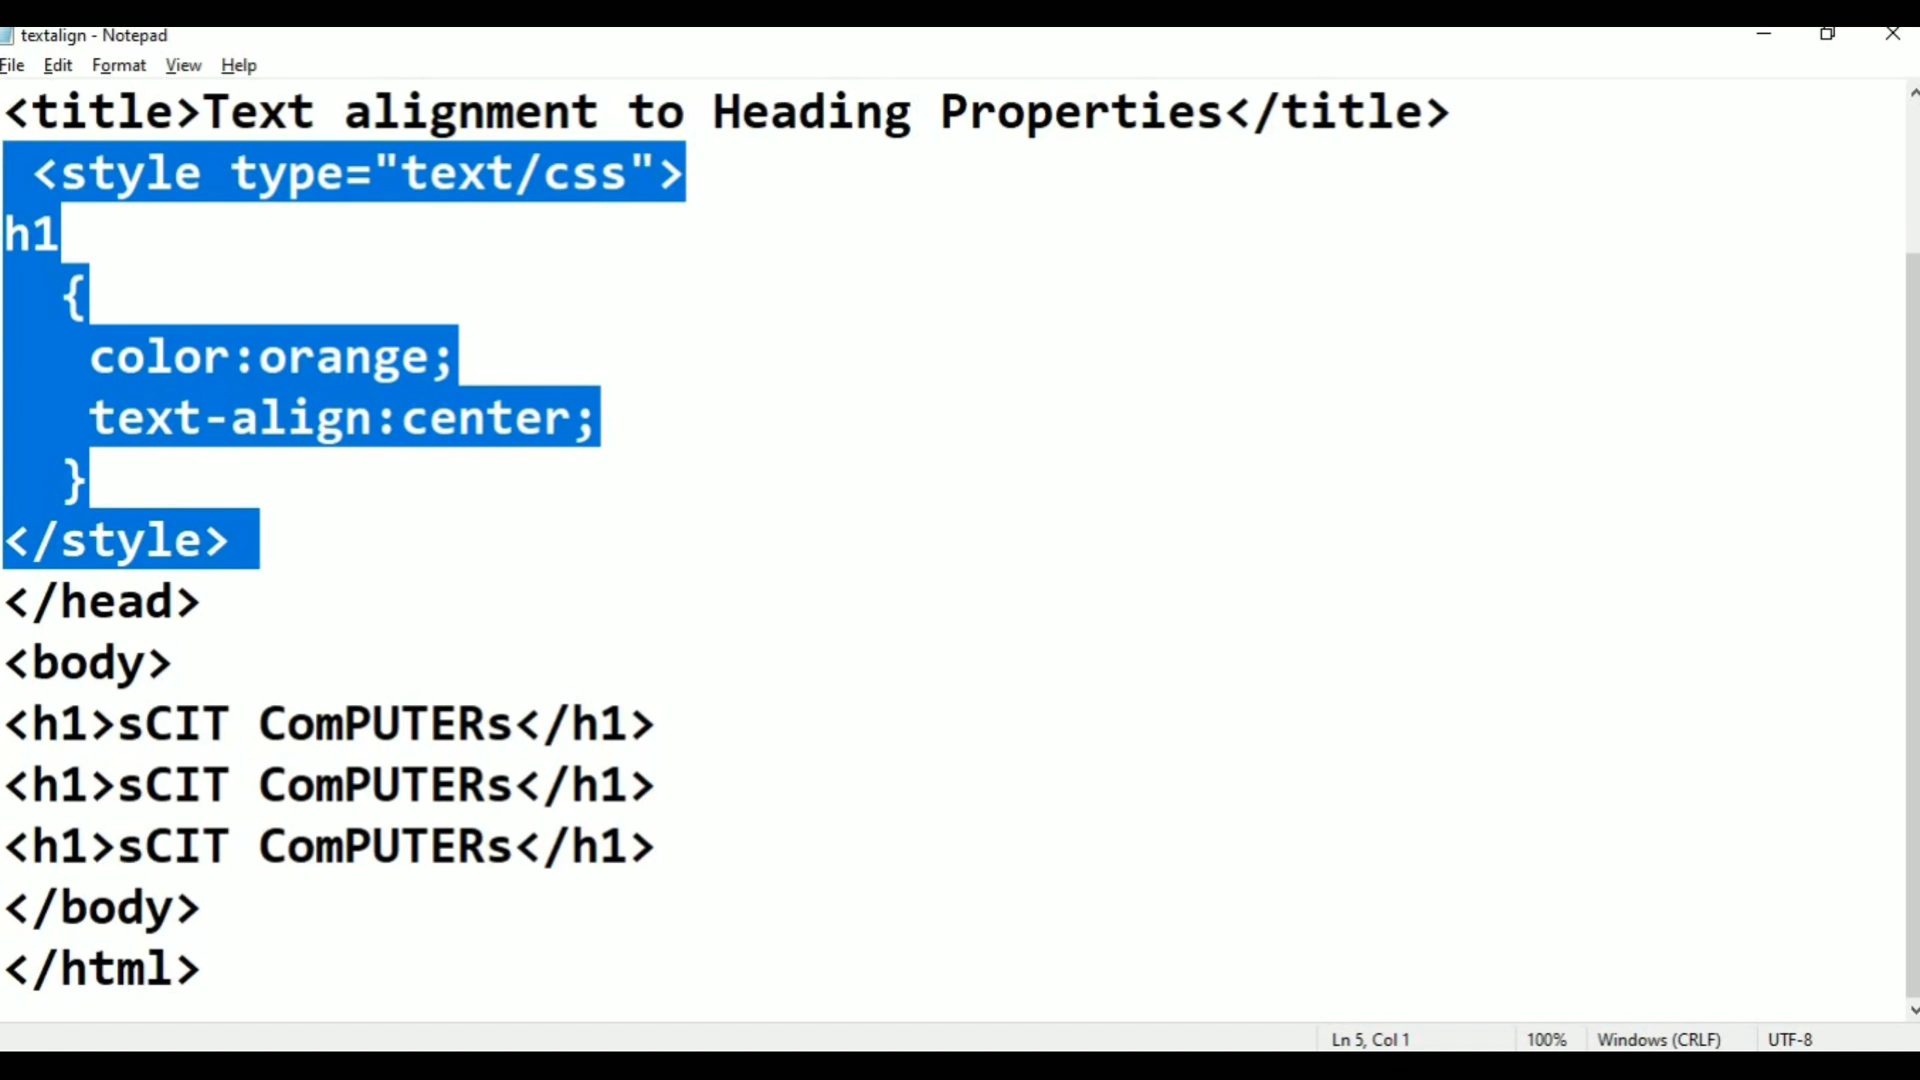 textalign - Notepad
File Edit Format View Help
<title>Text alignment to Heading Properties</title>
<style type="text/css">
h1
{
color:orange;
text-align:center;
}
</style>
</head>
<body>
<h1>sCIT ComPUTERs</h1>
<h1>sCIT ComPUTERs</h1>
<h1>sCIT ComPUTERs</h1>
</body>
</html>
Ln 5, Col 1 100% Windows (CRLF) UTF-8